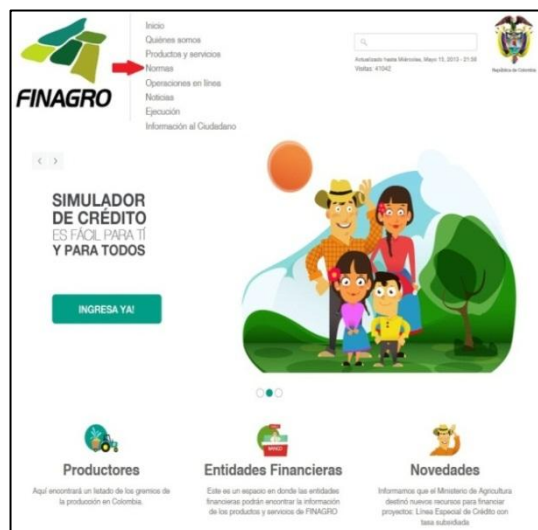 Inicio
Quiénes somos
Productos y servicios
Normas
Operaciones en línea
Noticias
Ejecución
Información al Ciudadano
FINAGRO
Actualizado hasta Miércoles, Mayo 15, 2013 - 21:38
Visitas: 41042
República de Colombia
SIMULADOR
DE CRÉDITO
ES FÁCIL PARA TÍ
Y PARA TODOS
INGRESA YA!
Productores
Aquí encontrará un listado de los gremios de
la producción en Colombia.
Entidades Financieras
Este es un espacio en donde las entidades
financieras podrán encontrar la información
de los productos y servicios de FINAGRO
Novedades
Informamos que el Ministerio de Agricultura
destinó nuevos recursos para financiar
proyectos: Línea Especial de Crédito con
tasa subsidiada